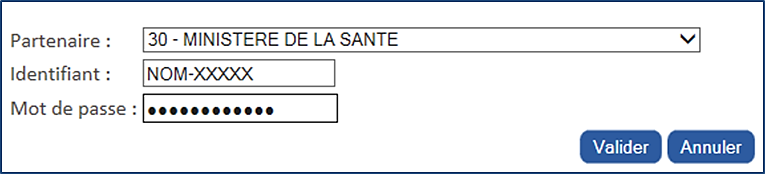 Partenaire : 30 - MINISTERE DE LA SANTE
Identifiant : NOM-XXXXX
Mot de passe : ●●●●●●●●●●●●
Valider Annuler